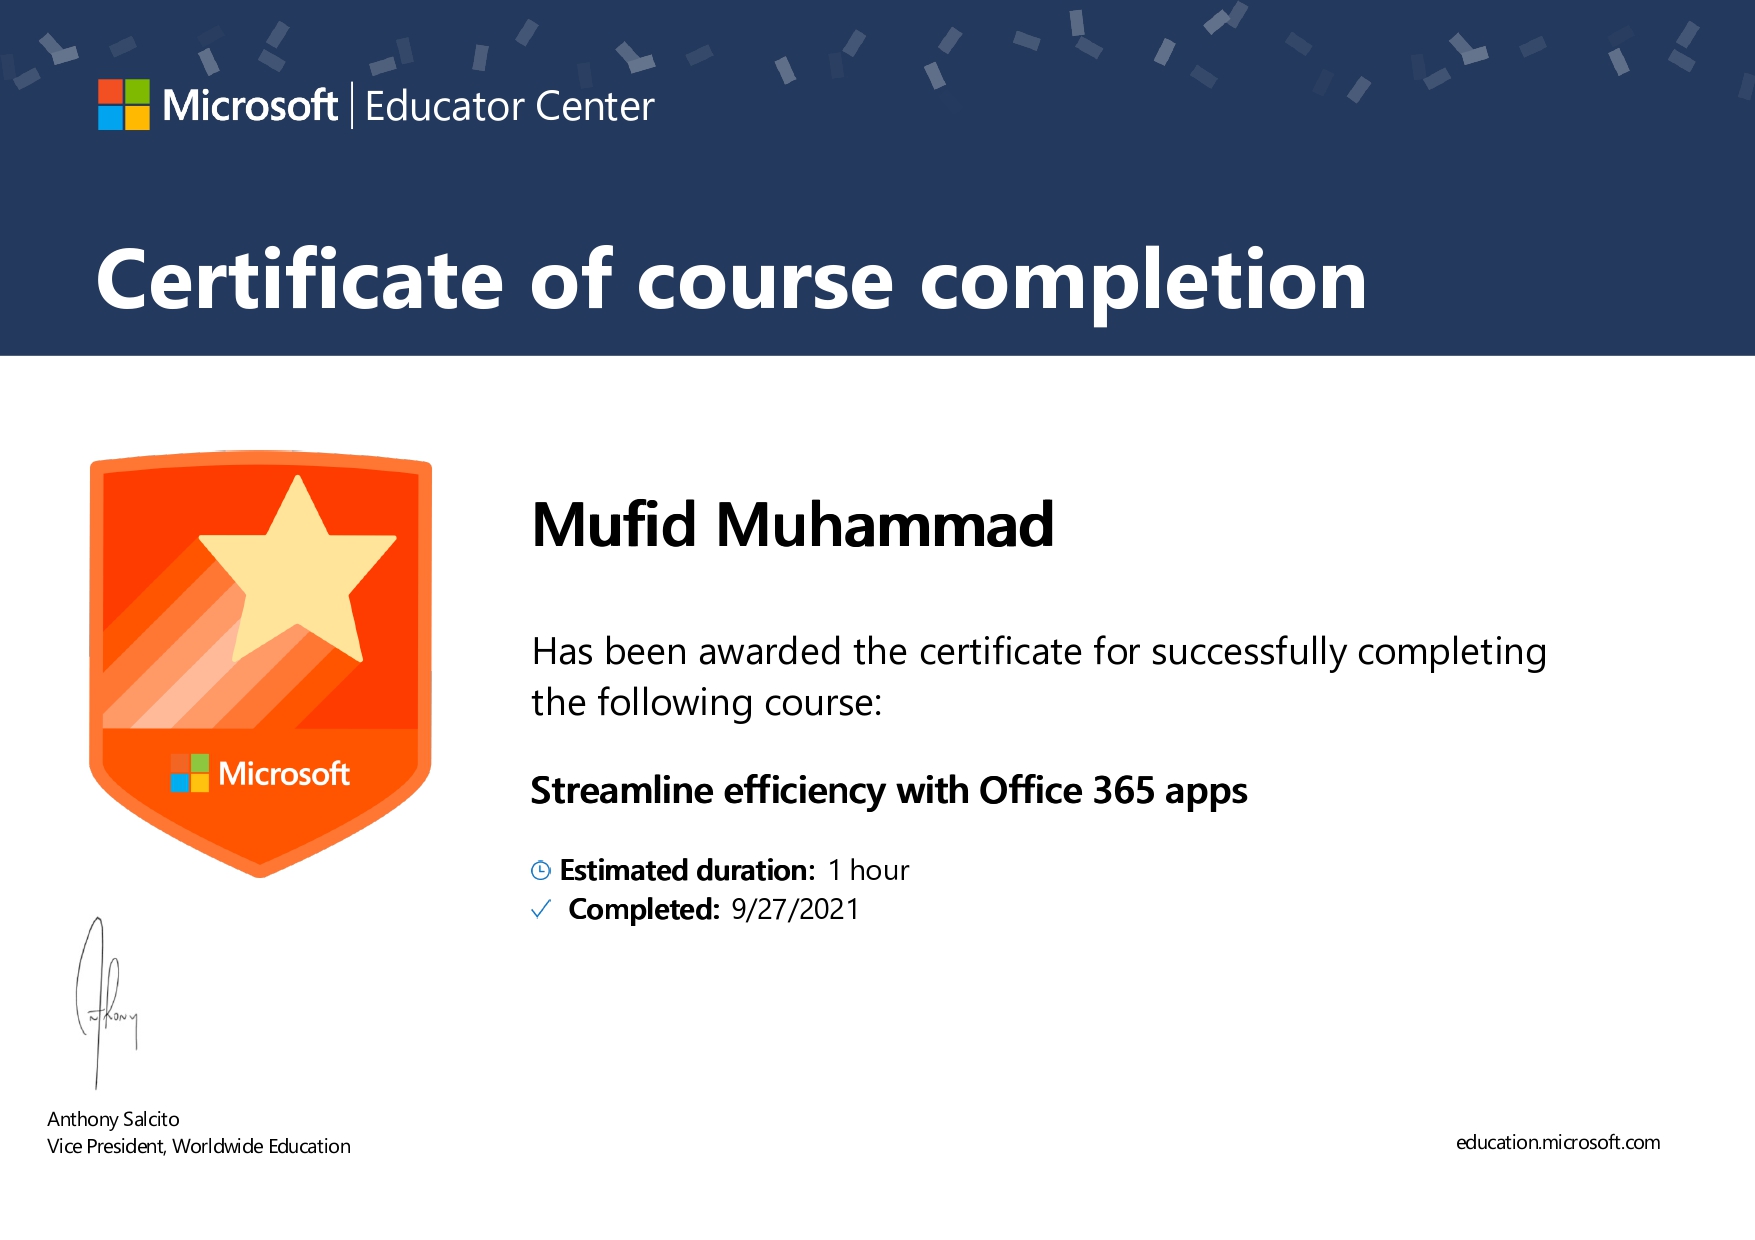 Microsoft | Educator Center
Certificate of course completion
Mufid Muhammad
Has been awarded the certificate for successfully completing
the following course:
Streamline efficiency with Office 365 apps
Estimated duration: 1 hour
Completed: 9/27/2021
Microsoft
Anthony
Anthony Salcito
Vice President, Worldwide Education
education.microsoft.com